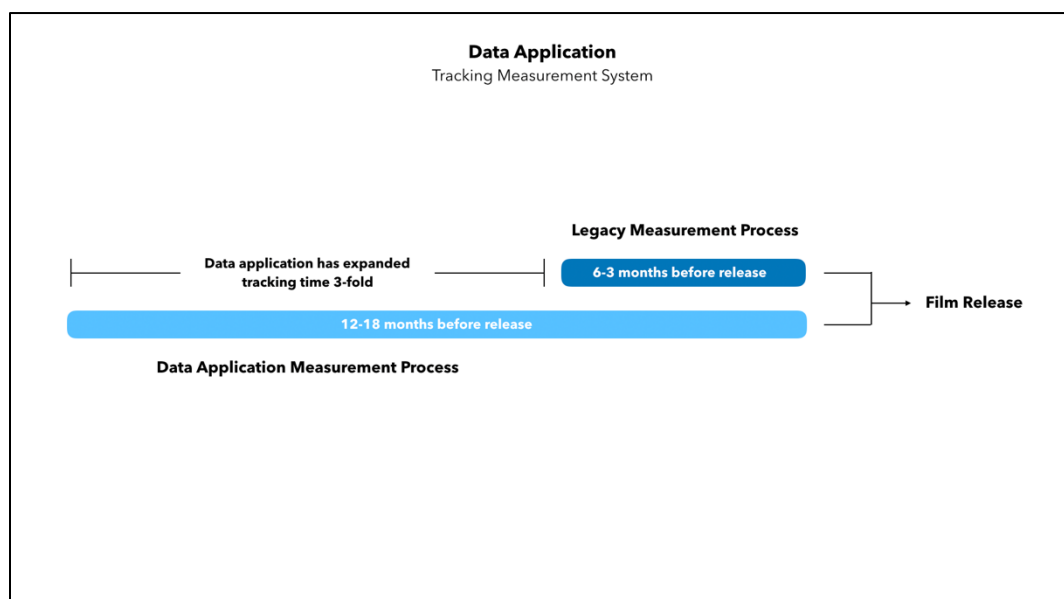 Data Application
Tracking Measurement System
Legacy Measurement Process
Data application has expanded
tracking time 3-fold
6-3 months before release
Film Release
12-18 months before release
Data Application Measurement Process